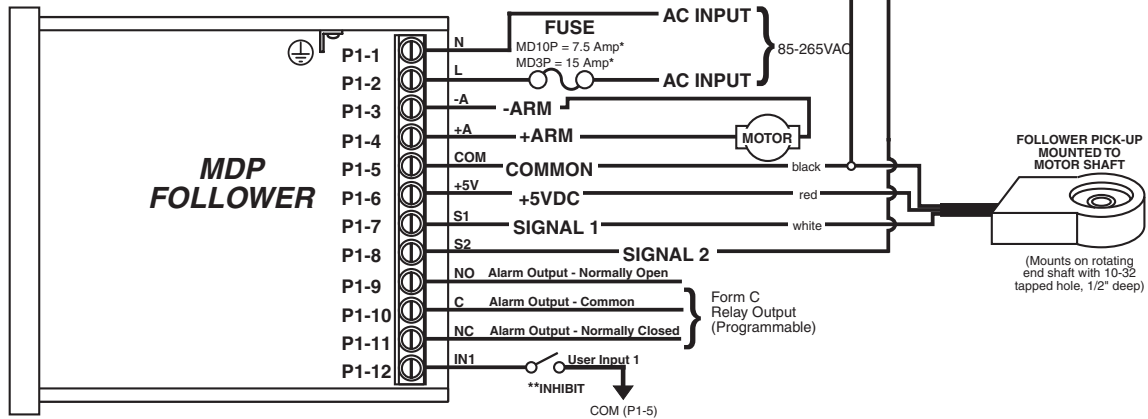 MDP
FOLLOWER
P1-1
N
AC INPUT
FUSE
MD10P = 7.5 Amp*
MD3P = 15 Amp*
85-265VAC
P1-2
L
AC INPUT
P1-3
-A
-ARM
P1-4
+A
+ARM
MOTOR
P1-5
COM
COMMON
black
P1-6
+5V
+5VDC
red
P1-7
S1
SIGNAL 1
white
P1-8
S2
SIGNAL 2
P1-9
NO
Alarm Output - Normally Open
P1-10
C
Alarm Output - Common
P1-11
NC
Alarm Output - Normally Closed
Form C
Relay Output
(Programmable)
P1-12
IN1
User Input 1
**INHIBIT
COM (P1-5)
FOLLOWER PICK-UP
MOUNTED TO
MOTOR SHAFT
(Mounts on rotating
end shaft with 10-32
tapped hole, 1/2" deep)